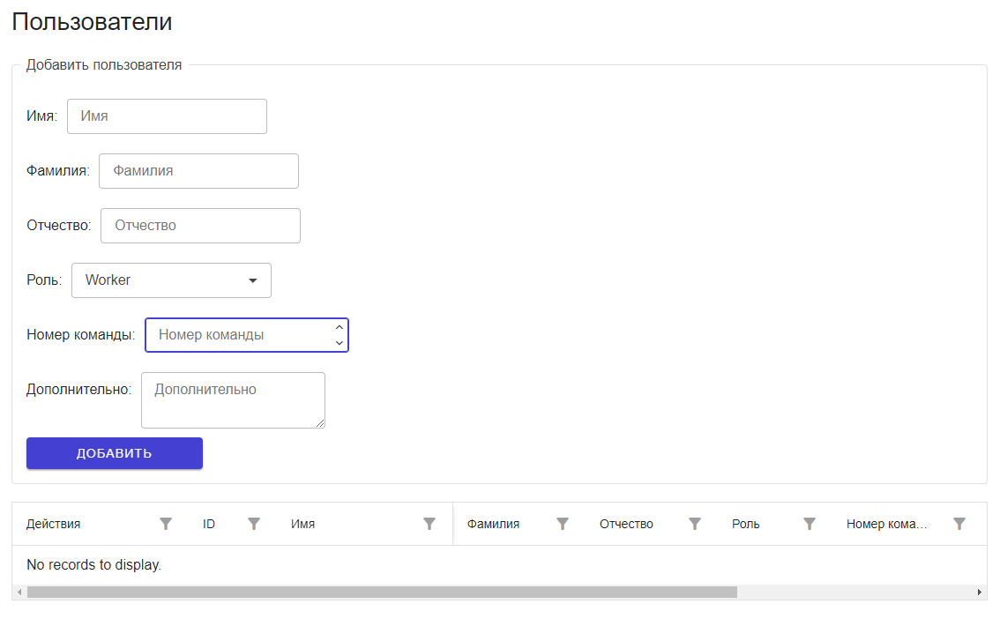 Пользователи
Добавить пользователя
Имя: Имя
Фамилия: Фамилия
Отчество: Отчество
Роль: Worker
Номер команды: Номер команды
Дополнительно: Дополнительно
ДОБАВИТЬ
Действия ID Имя Фамилия Отчество Роль Номер кома...
No records to display.